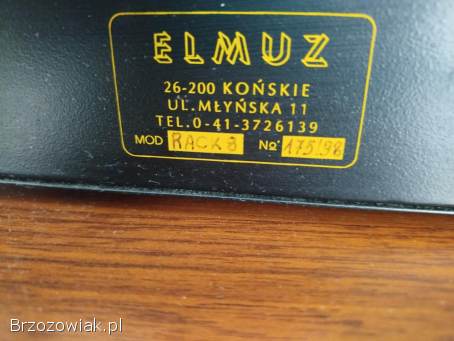 ELMUZ
26-200 KOŃSKIE
UL.MŁYŃSKA 11
TEL.0-41-3726139
MOD RACK 8 No. 175/98
Brzozowiak.pl